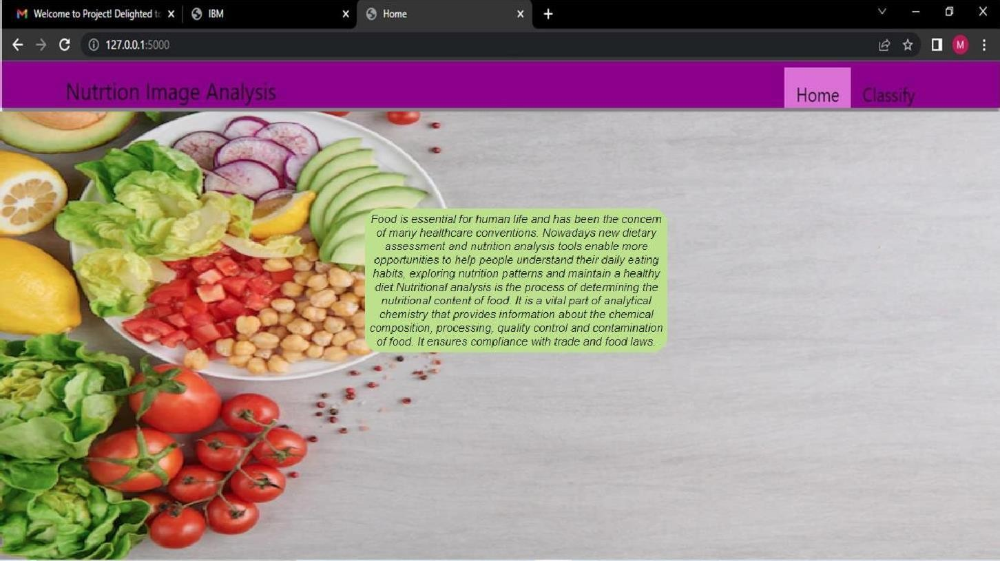 Welcome to Project! Delighted to
IBM
Home
127.0.0.1:5000
M
Nutrtion Image Analysis
Home
Classify
Food is essential for human life and has been the concern
of many healthcare conventions. Nowadays new dietary
assessment and nutrition analysis tools enable more
opportunities to help people understand their daily eating
habits, exploring nutrition patterns and maintain a healthy
diet.Nutritional analysis is the process of determining the
nutritional content of food. It is a vital part of analytical
chemistry that provides information about the chemical
composition, processing, quality control and contamination
of food. It ensures compliance with trade and food laws.